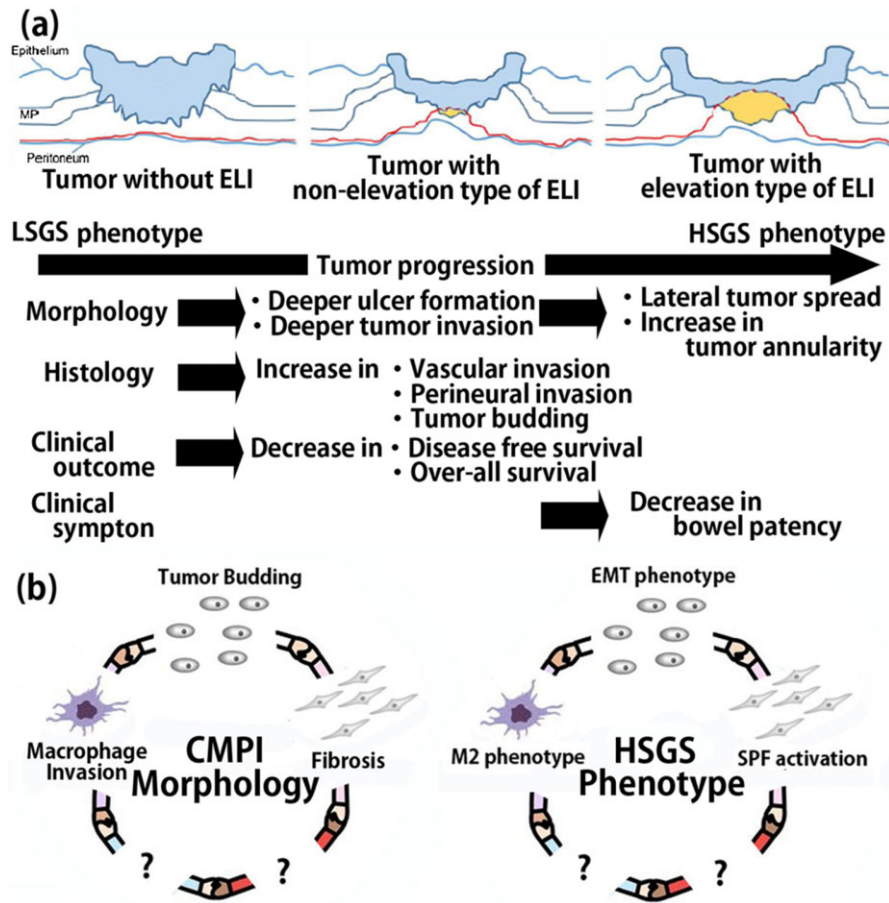 (a)
Epithelium
MP
Peritoneum
Tumor without ELI
Tumor with
non-elevation type of ELI
Tumor with
elevation type of ELI
LSGS phenotype
HSGS phenotype
Tumor progression
Morphology
• Deeper ulcer formation
• Deeper tumor invasion
• Lateral tumor spread
• Increase in
tumor annularity
Histology
Increase in • Vascular invasion
• Perineural invasion
• Tumor budding
Clinical
outcome
Decrease in • Disease free survival
• Over-all survival
Clinical
sympton
Decrease in
bowel patency
(b)
Tumor Budding
Macrophage
Invasion
CMPI
Morphology
Fibrosis
?
?
EMT phenotype
M2 phenotype
HSGS
Phenotype
SPF activation
?
?